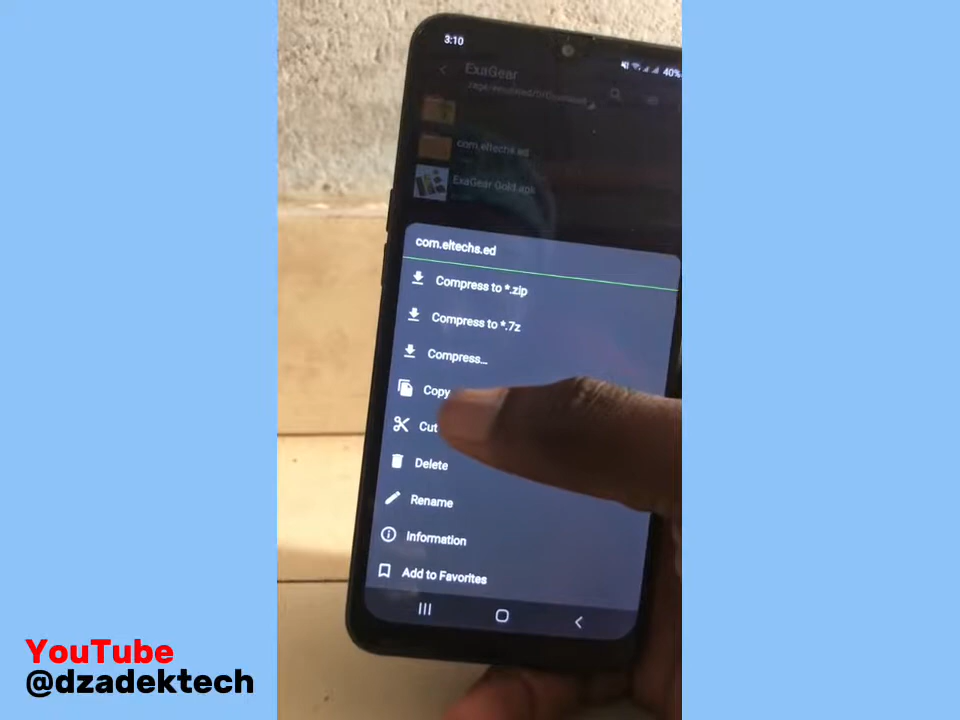 3:10
40%
ExaGear
com.eltechs.ed
ExaGear Gold.apk
com.eltechs.ed
Compress to *.zip
Compress to *.7z
Compress...
Copy
Cut
Delete
Rename
Information
Add to Favorites
YouTube
@dzadektech